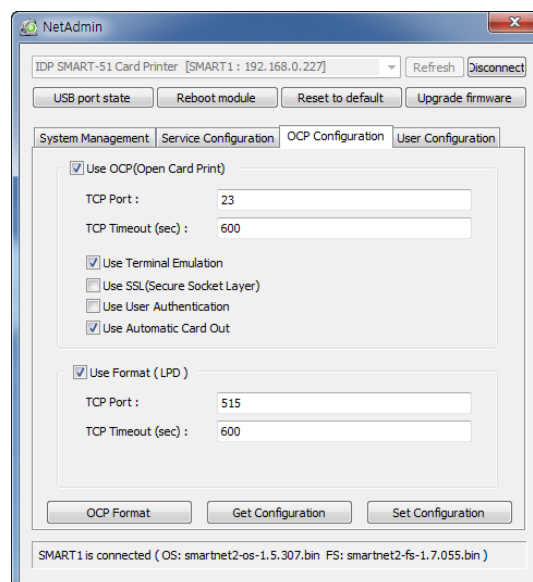 NetAdmin
IDP SMART-51 Card Printer [SMART1 : 192.168.0.227] Refresh Disconnect
USB port state Reboot module Reset to default Upgrade firmware
System Management Service Configuration OCP Configuration User Configuration
Use OCP(Open Card Print)
TCP Port : 23
TCP Timeout (sec) : 600
Use Terminal Emulation
Use SSL(Secure Socket Layer)
Use User Authentication
Use Automatic Card Out
Use Format ( LPD )
TCP Port : 515
TCP Timeout (sec) : 600
OCP Format Get Configuration Set Configuration
SMART1 is connected ( OS: smartnet2-os-1.5.307.bin FS: smartnet2-fs-1.7.055.bin )